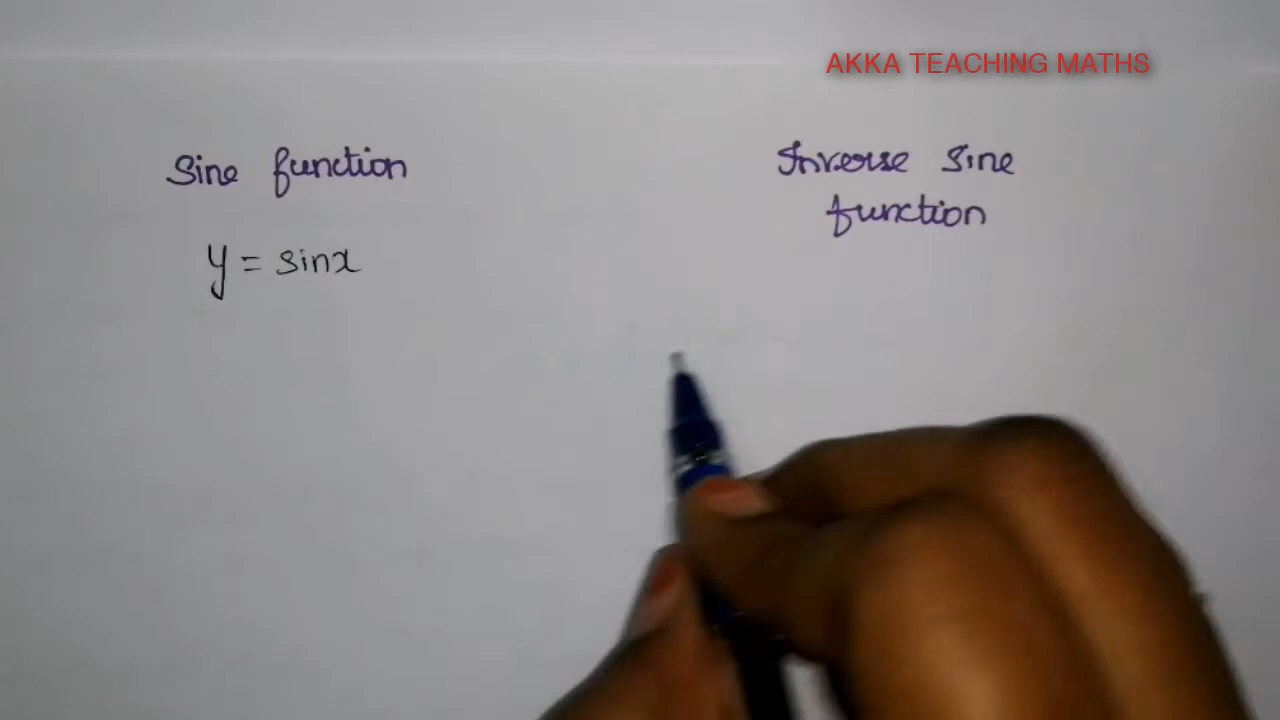 AKKA TEACHING MATHS
Sine function
y = sinx
Inverse Sine
function